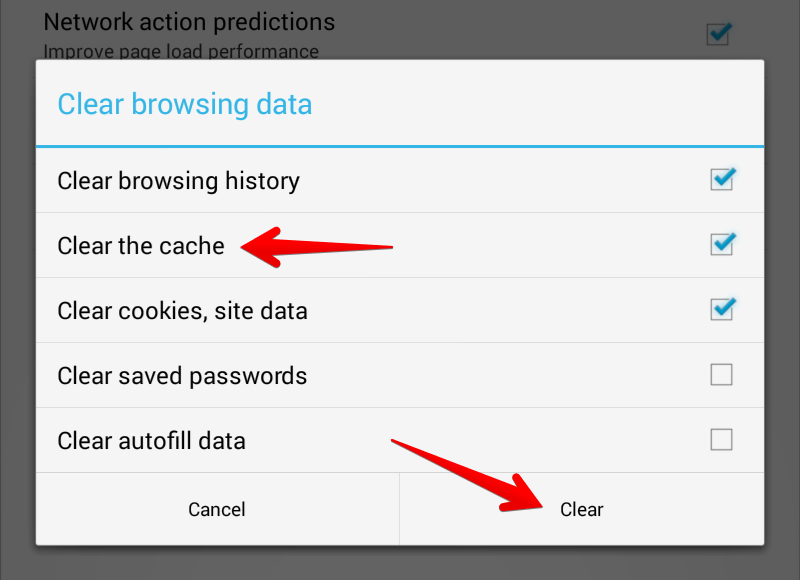 Network action predictions
Improve page load performance
Clear browsing data
Clear browsing history
Clear the cache
Clear cookies, site data
Clear saved passwords
Clear autofill data
Cancel
Clear